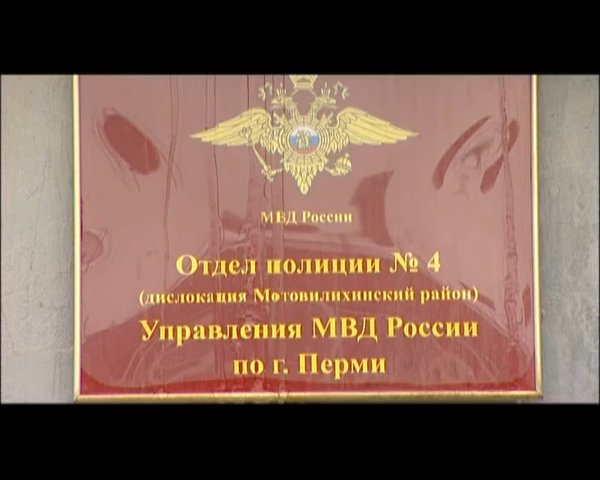 МВД России
Отдел полиции № 4
(дислокация Мотовилихинский район)
Управления МВД России
по г. Перми